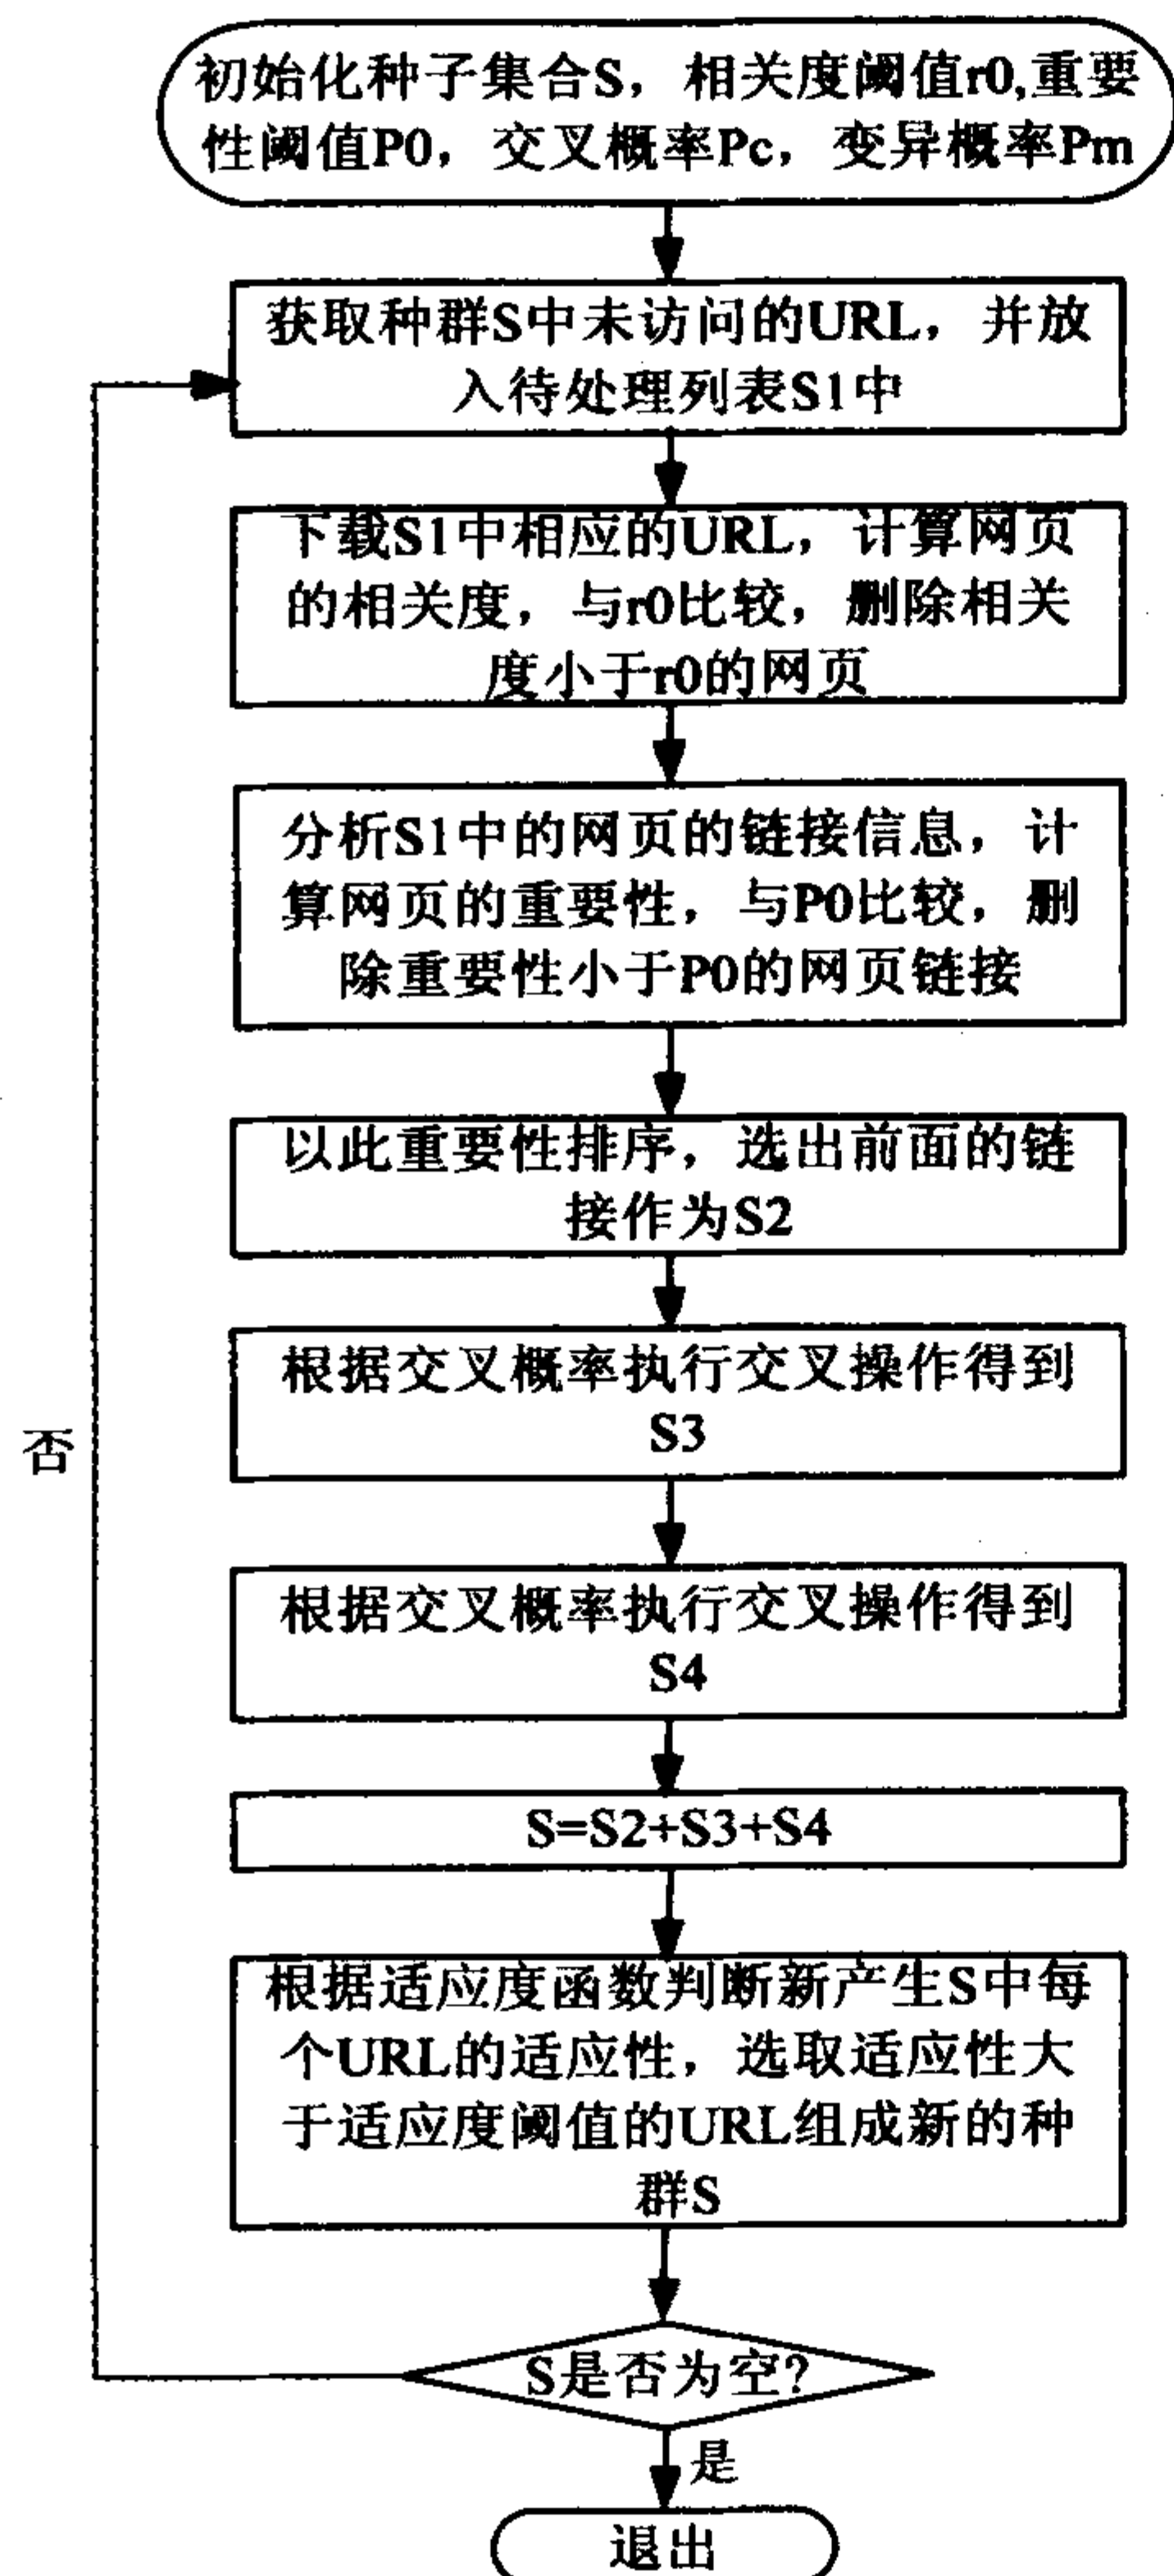 初始化种子集合S，相关度阈值r0,重要
性阈值P0，交叉概率Pc，变异概率Pm
获取种群S中未访问的URL，并放
入待处理列表S1中
下载S1中相应的URL，计算网页
的相关度，与r0比较，删除相关
度小于r0的网页
分析S1中的网页的链接信息，计
算网页的重要性，与P0比较，删
除重要性小于P0的网页链接
以此重要性排序，选出前面的链
接作为S2
根据交叉概率执行交叉操作得到
S3
否
根据交叉概率执行交叉操作得到
S4
S=S2+S3+S4
根据适应度函数判断新产生S中每
个URL的适应性，选取适应性大
于适应度阈值的URL组成新的种
群S
S是否为空?
是
退出